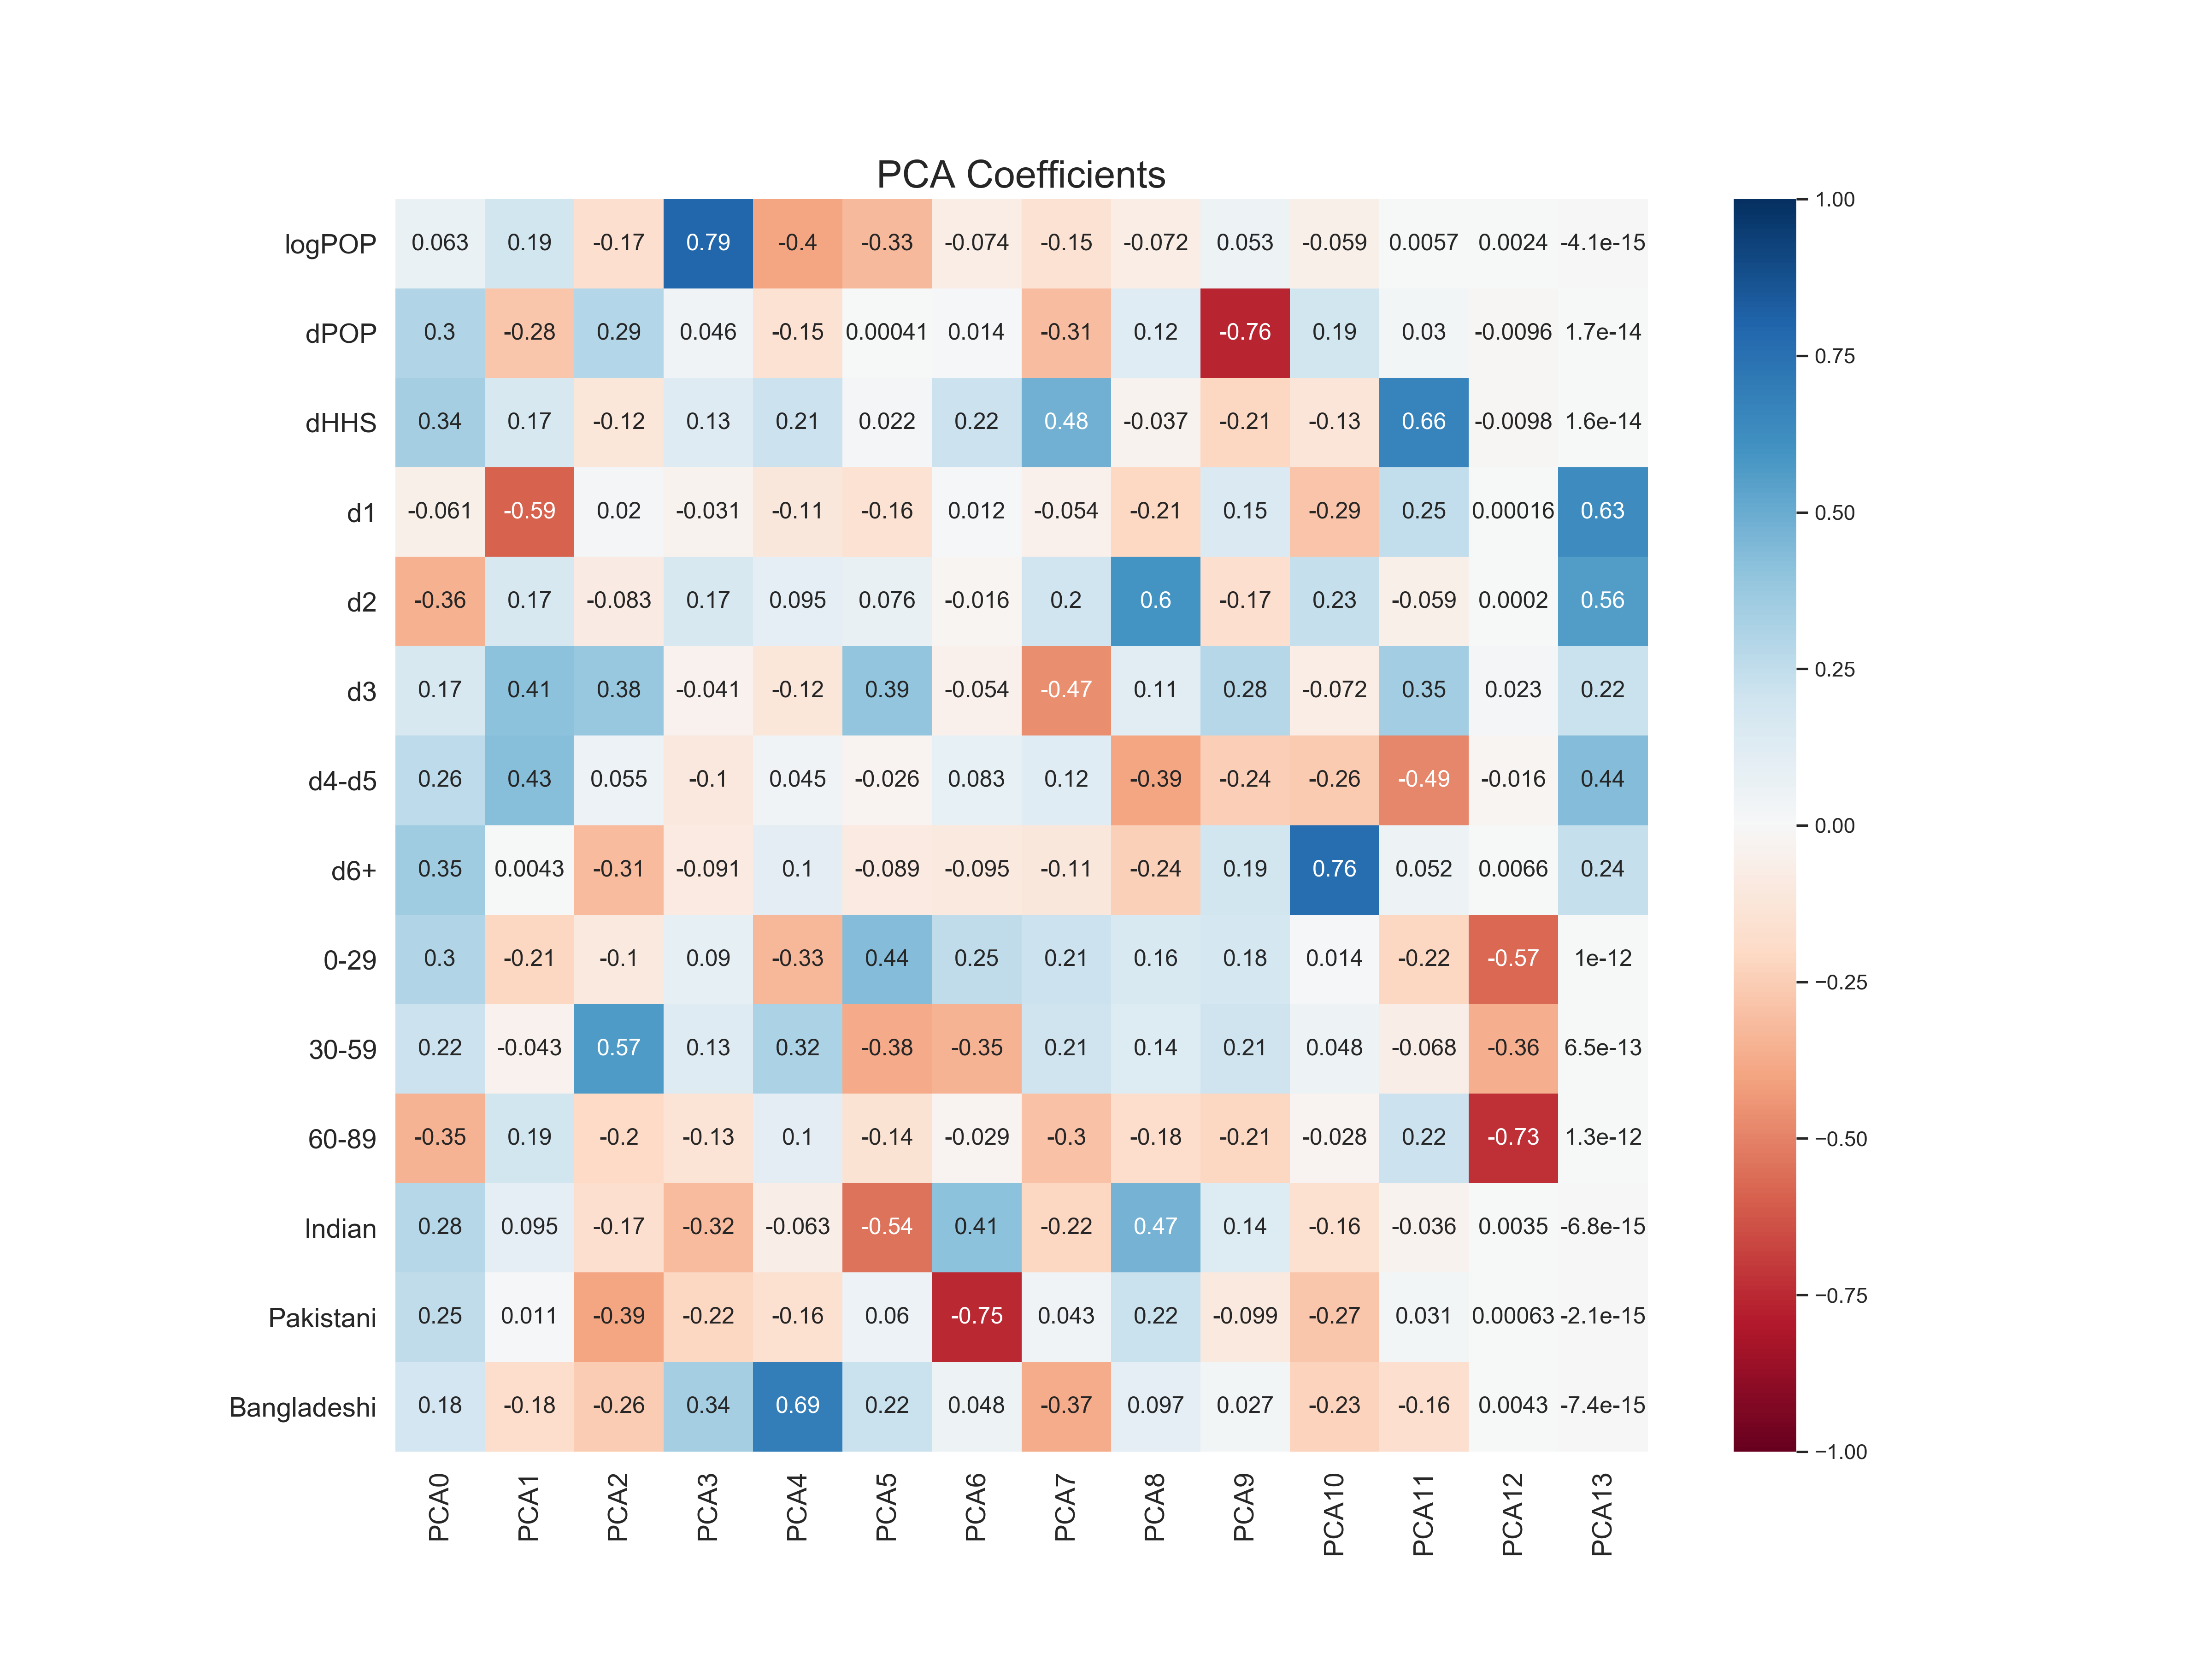 PCA Coefficients
logPOP 0.063 0.19 -0.17 0.79 -0.4 -0.33 -0.074 -0.15 -0.072 0.053 -0.059 0.0057 0.0024 -4.1e-15
dPOP 0.3 -0.28 0.29 0.046 -0.15 0.00041 0.014 -0.31 0.12 -0.76 0.19 0.03 -0.0096 1.7e-14
dHHS 0.34 0.17 -0.12 0.13 0.21 0.022 0.22 0.48 -0.037 -0.21 -0.13 0.66 -0.0098 1.6e-14
d1 -0.061 -0.59 0.02 -0.031 -0.11 -0.16 0.012 -0.054 -0.21 0.15 -0.29 0.25 0.00016 0.63
d2 -0.36 0.17 -0.083 0.17 0.095 0.076 -0.016 0.2 0.6 -0.17 0.23 -0.059 0.0002 0.56
d3 0.17 0.41 0.38 -0.041 -0.12 0.39 -0.054 -0.47 0.11 0.28 -0.072 0.35 0.023 0.22
d4-d5 0.26 0.43 0.055 -0.1 0.045 -0.026 0.083 0.12 -0.39 -0.24 -0.26 -0.49 -0.016 0.44
d6+ 0.35 0.0043 -0.31 -0.091 0.1 -0.089 -0.095 -0.11 -0.24 0.19 0.76 0.052 0.0066 0.24
0-29 0.3 -0.21 -0.1 0.09 -0.33 0.44 0.25 0.21 0.16 0.18 0.014 -0.22 -0.57 1e-12
30-59 0.22 -0.043 0.57 0.13 0.32 -0.38 -0.35 0.21 0.14 0.21 0.048 -0.068 -0.36 6.5e-13
60-89 -0.35 0.19 -0.2 -0.13 0.1 -0.14 -0.029 -0.3 -0.18 -0.21 -0.028 0.22 -0.73 1.3e-12
Indian 0.28 0.095 -0.17 -0.32 -0.063 -0.54 0.41 -0.22 0.47 0.14 -0.16 -0.036 0.0035 -6.8e-15
Pakistani 0.25 0.011 -0.39 -0.22 -0.16 0.06 -0.75 0.043 0.22 -0.099 -0.27 0.031 0.00063 -2.1e-15
Bangladeshi 0.18 -0.18 -0.26 0.34 0.69 0.22 0.048 -0.37 0.097 0.027 -0.23 -0.16 0.0043 -7.4e-15
PCA0 PCA1 PCA2 PCA3 PCA4 PCA5 PCA6 PCA7 PCA8 PCA9 PCA10 PCA11 PCA12 PCA13
1.00
0.75
0.50
0.25
0.00
−0.25
−0.50
−0.75
−1.00